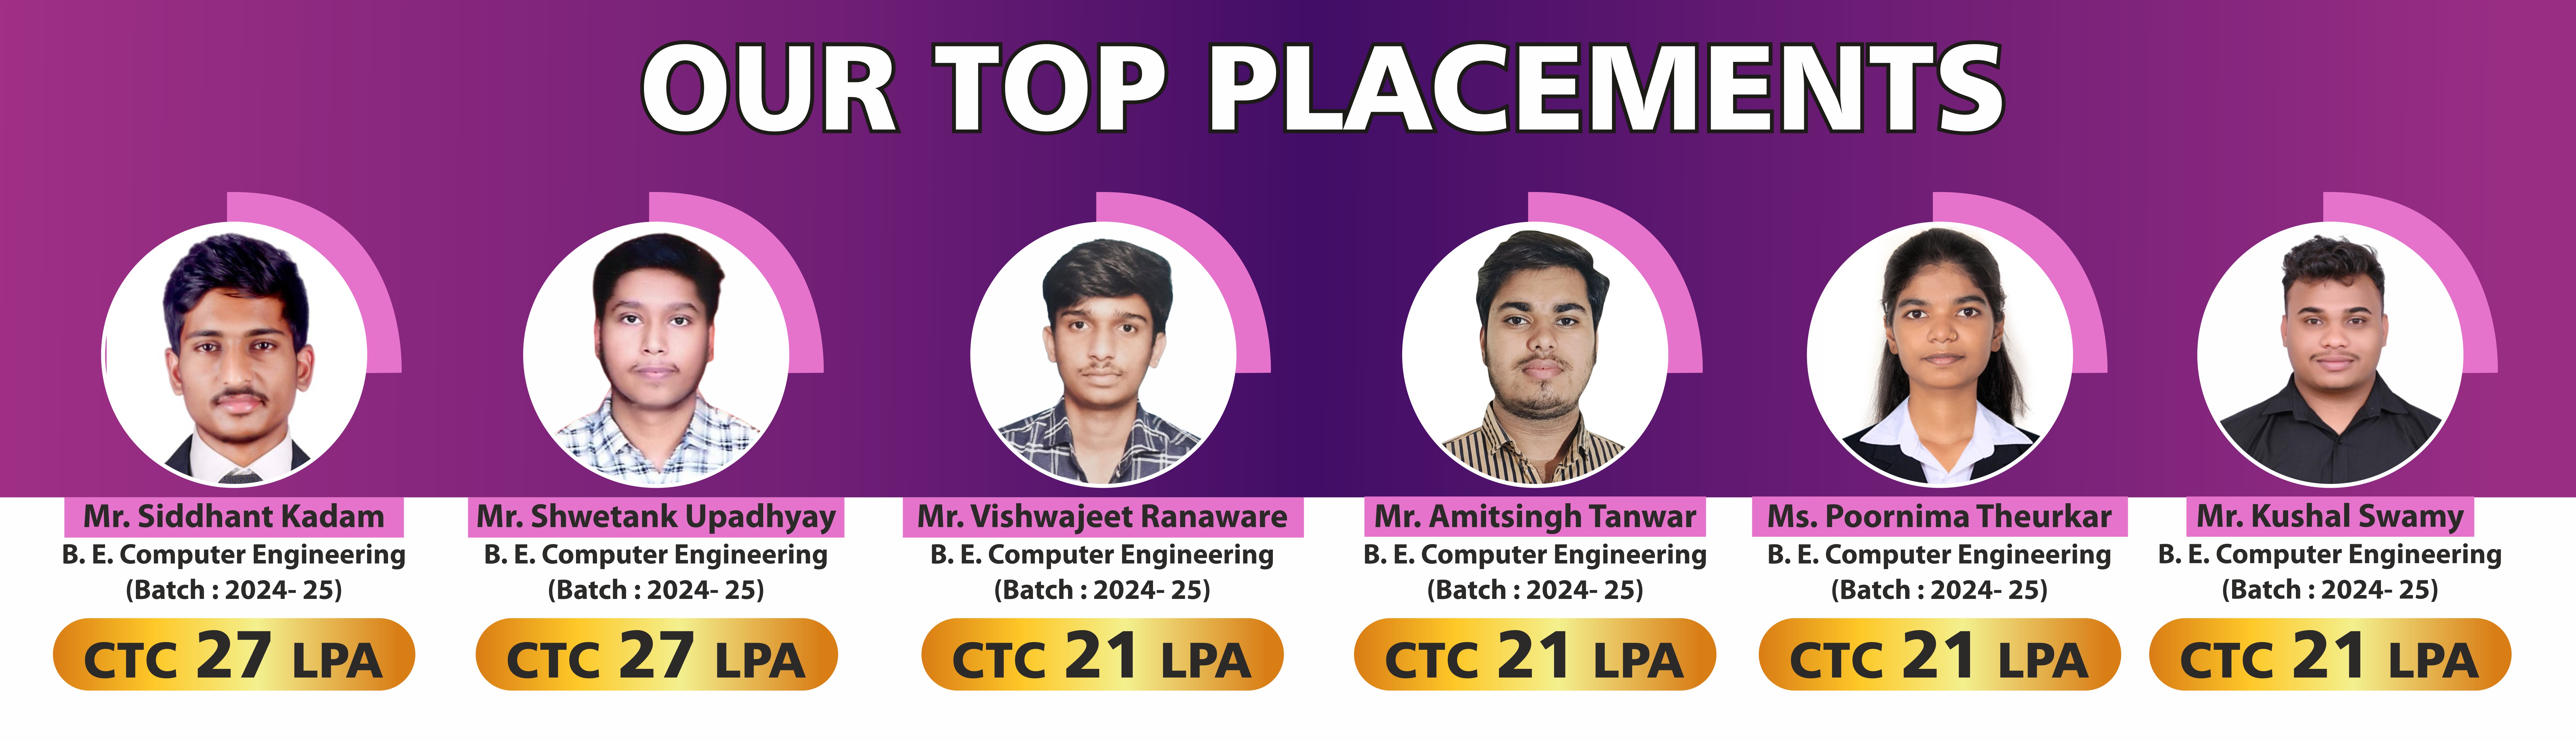 OUR TOP PLACEMENTS
Mr. Siddhant Kadam
B. E. Computer Engineering
(Batch : 2024- 25)
CTC 27 LPA
Mr. Shwetank Upadhyay
B. E. Computer Engineering
(Batch : 2024- 25)
CTC 27 LPA
Mr. Vishwajeet Ranaware
B. E. Computer Engineering
(Batch : 2024- 25)
CTC 21 LPA
Mr. Amitsingh Tanwar
B. E. Computer Engineering
(Batch : 2024- 25)
CTC 21 LPA
Ms. Poornima Theurkar
B. E. Computer Engineering
(Batch : 2024- 25)
CTC 21 LPA
Mr. Kushal Swamy
B. E. Computer Engineering
(Batch : 2024- 25)
CTC 21 LPA